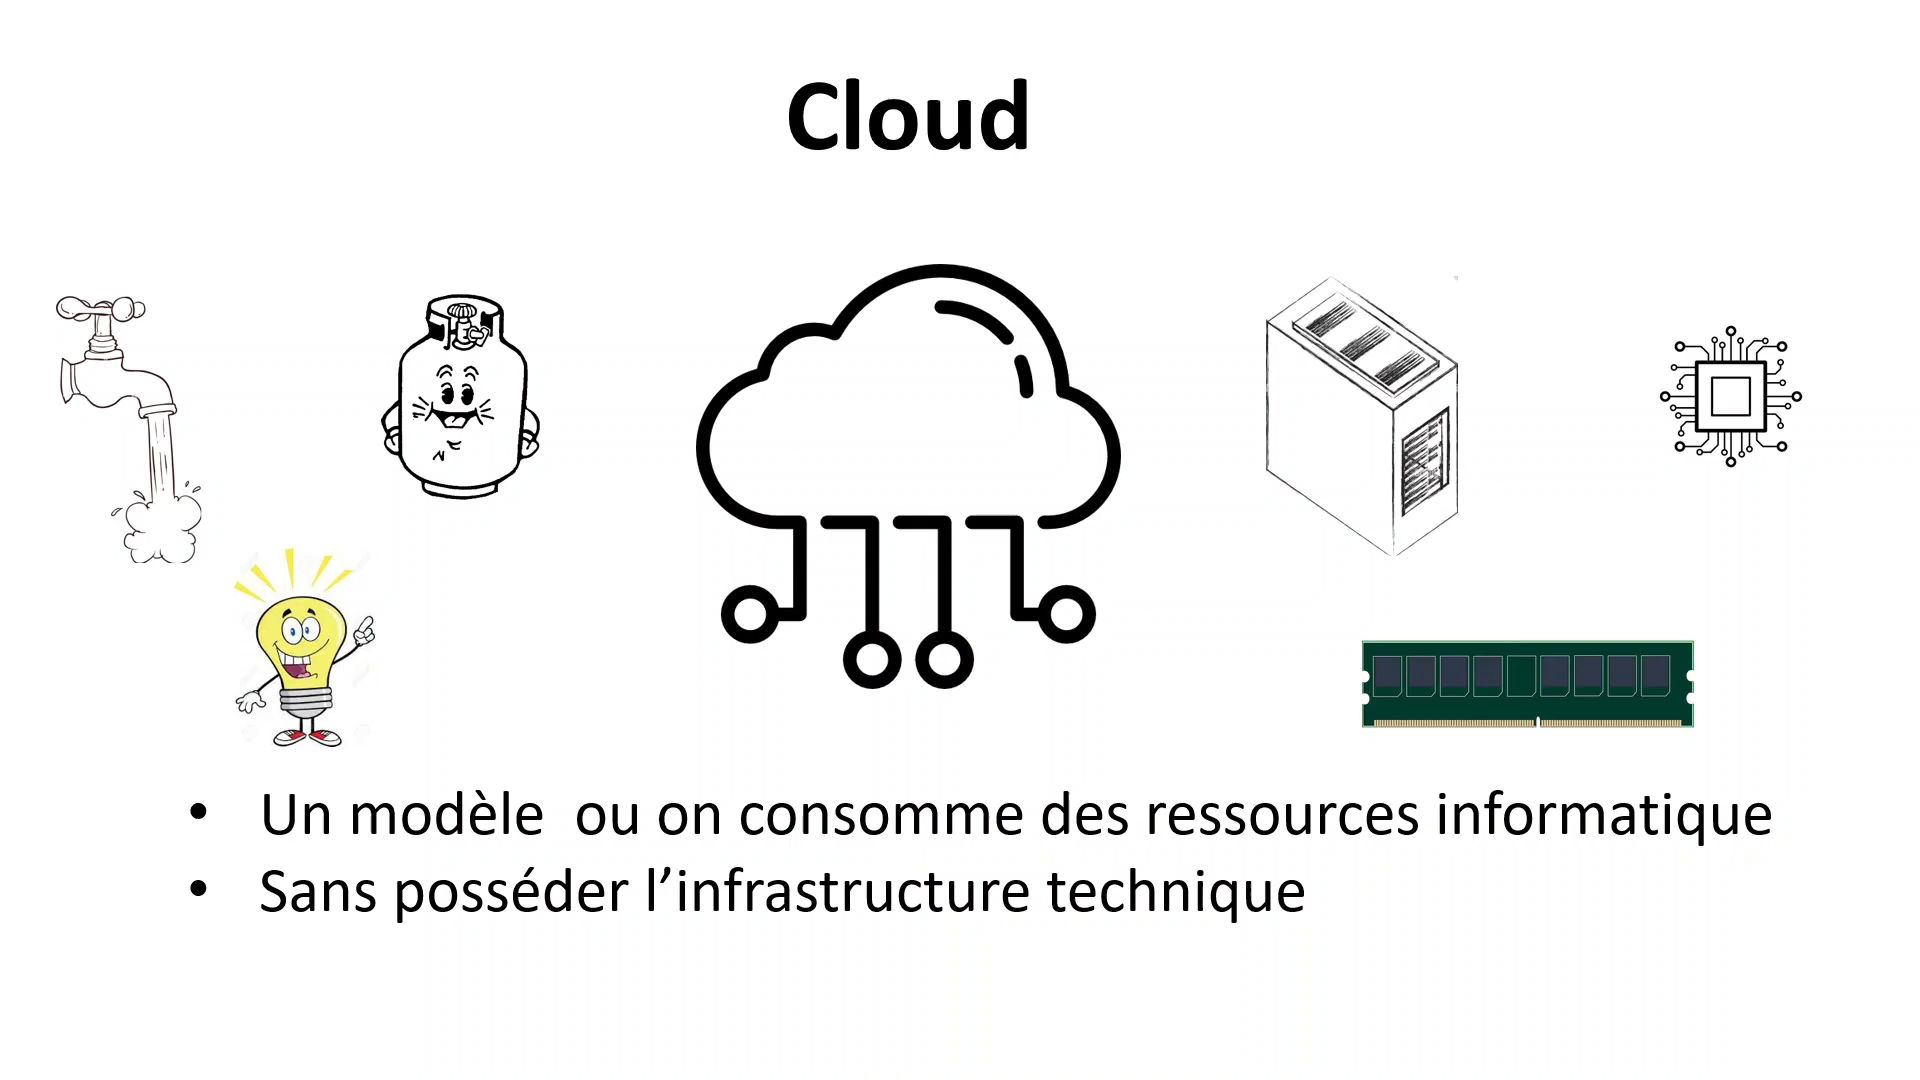 Cloud
• Un modèle  ou on consomme des ressources informatique
• Sans posséder l’infrastructure technique